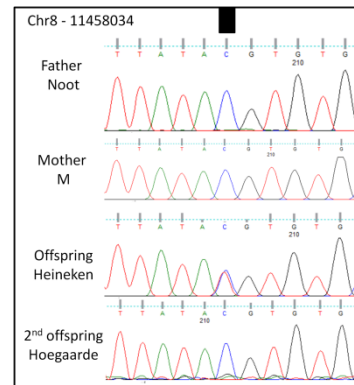 Chr8 - 11458034
T T A T A C G T G T G
210
Father
Noot
T T A T A C G T G T G
210
Mother
M
T T A T A C G T G T G
210
Offspring
Heineken
T T A T A C G T G T G
210
2nd offspring
Hoegaarde